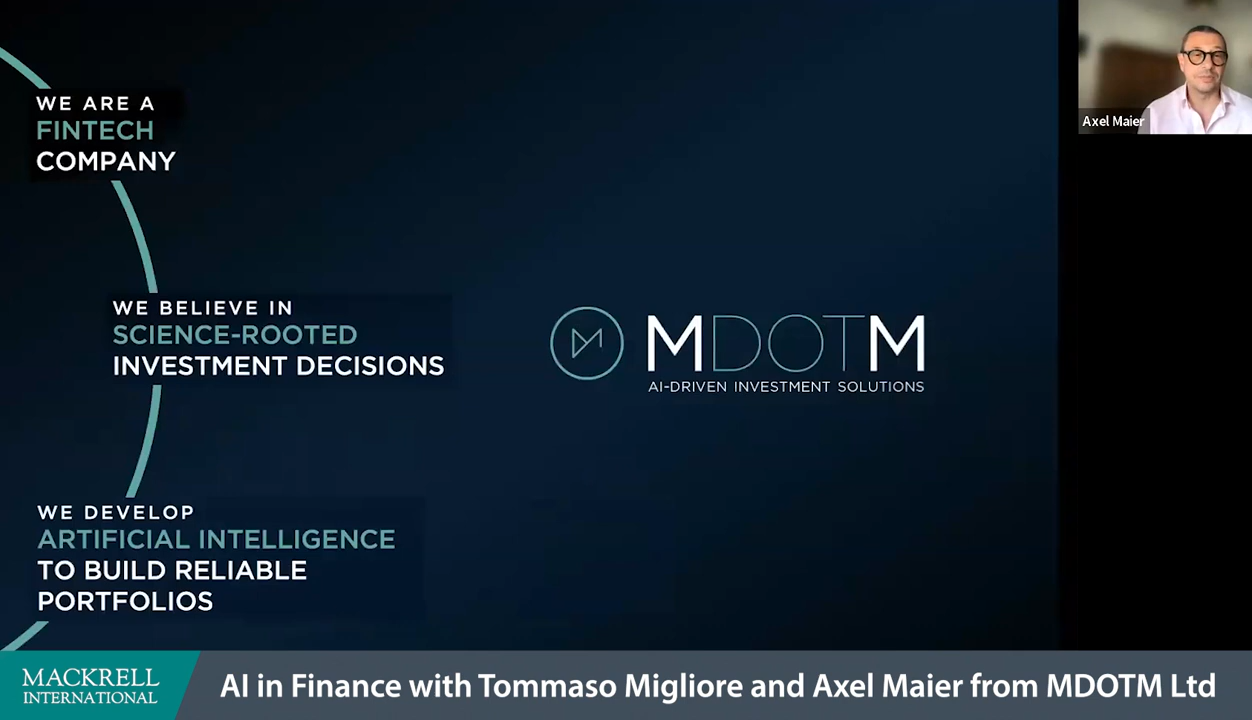 WE ARE A
FINTECH
COMPANY
WE BELIEVE IN
SCIENCE-ROOTED
INVESTMENT DECISIONS
WE DEVELOP
ARTIFICIAL INTELLIGENCE
TO BUILD RELIABLE
PORTFOLIOS
MDOTM
AI-DRIVEN INVESTMENT SOLUTIONS
Axel Maier
MACKRELL
INTERNATIONAL
AI in Finance with Tommaso Migliore and Axel Maier from MDOTM Ltd